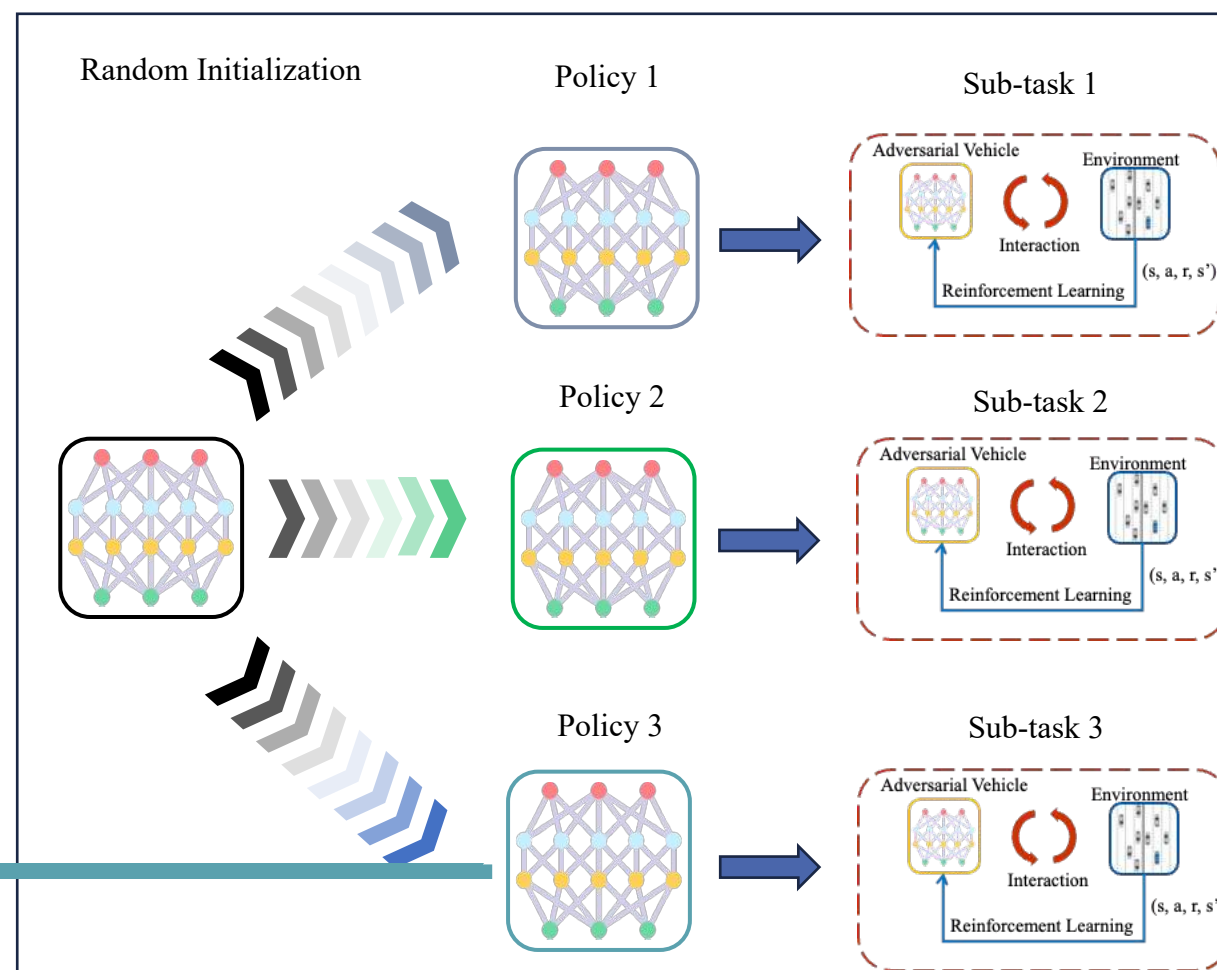 Random Initialization
Policy 1
Sub-task 1
Adversarial Vehicle
Environment
Interaction
(s, a, r, s’)
Reinforcement Learning
Policy 2
Sub-task 2
Adversarial Vehicle
Environment
Interaction
(s, a, r, s’
Reinforcement Learning
Policy 3
Sub-task 3
Adversarial Vehicle
Environment
Interaction
(s, a, r, s’
Reinforcement Learning